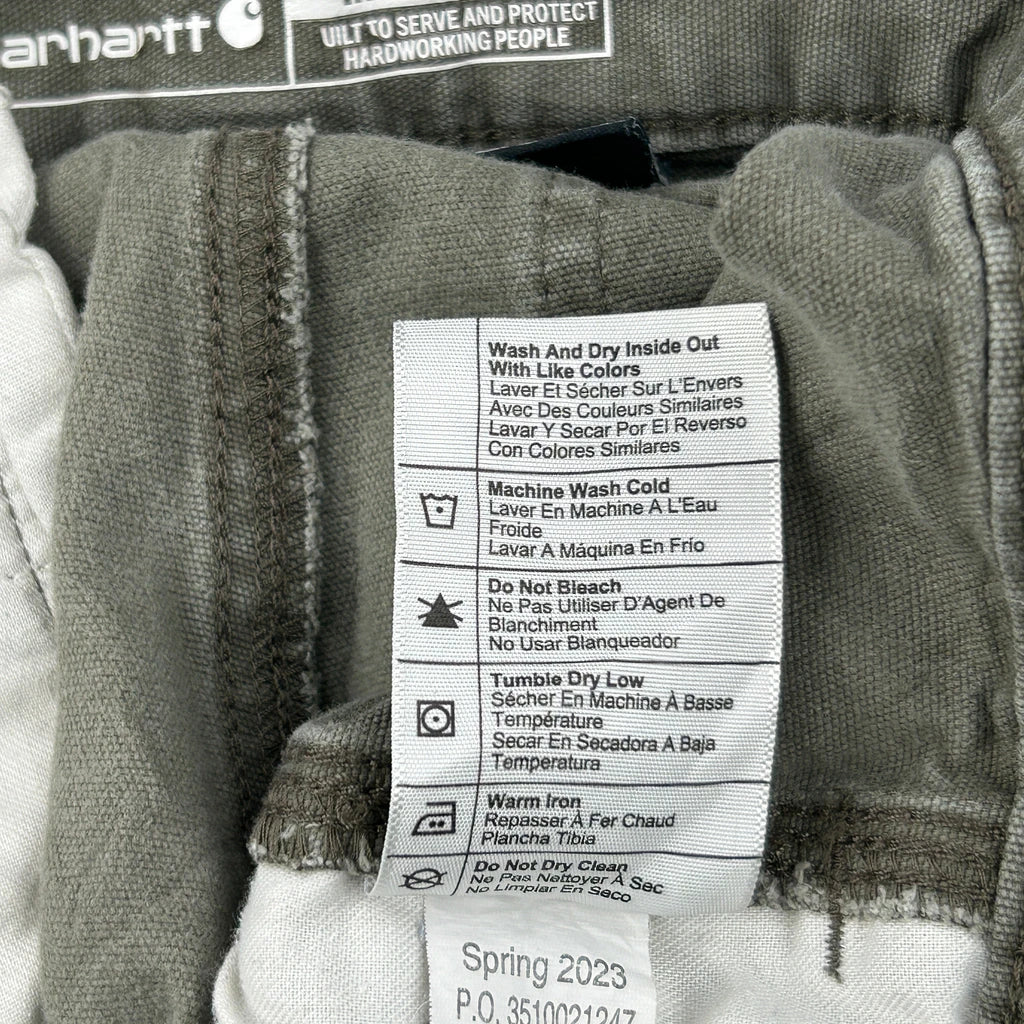 arhartt
UILT TO SERVE AND PROTECT
HARDWORKING PEOPLE
Wash And Dry Inside Out
With Like Colors
Laver Et Sécher Sur L'Envers
Avec Des Couleurs Similaires
Lavar Y Secar Por El Reverso
Con Colores Similares
Machine Wash Cold
Laver En Machine A L'Eau
Froide
Lavar A Máquina En Frío
Do Not Bleach
Ne Pas Utiliser D'Agent De
Blanchiment
No Usar Blanqueador
Tumble Dry Low
Sécher En Machine À Basse
Température
Secar En Secadora A Baja
Temperatura
Warm Iron
Repasser À Fer Chaud
Plancha Tibia
Do Not Dry Clean
Ne Pas Nettoyer À Sec
No Limpiar En Seco
Spring 2023
P.O. 3510021247